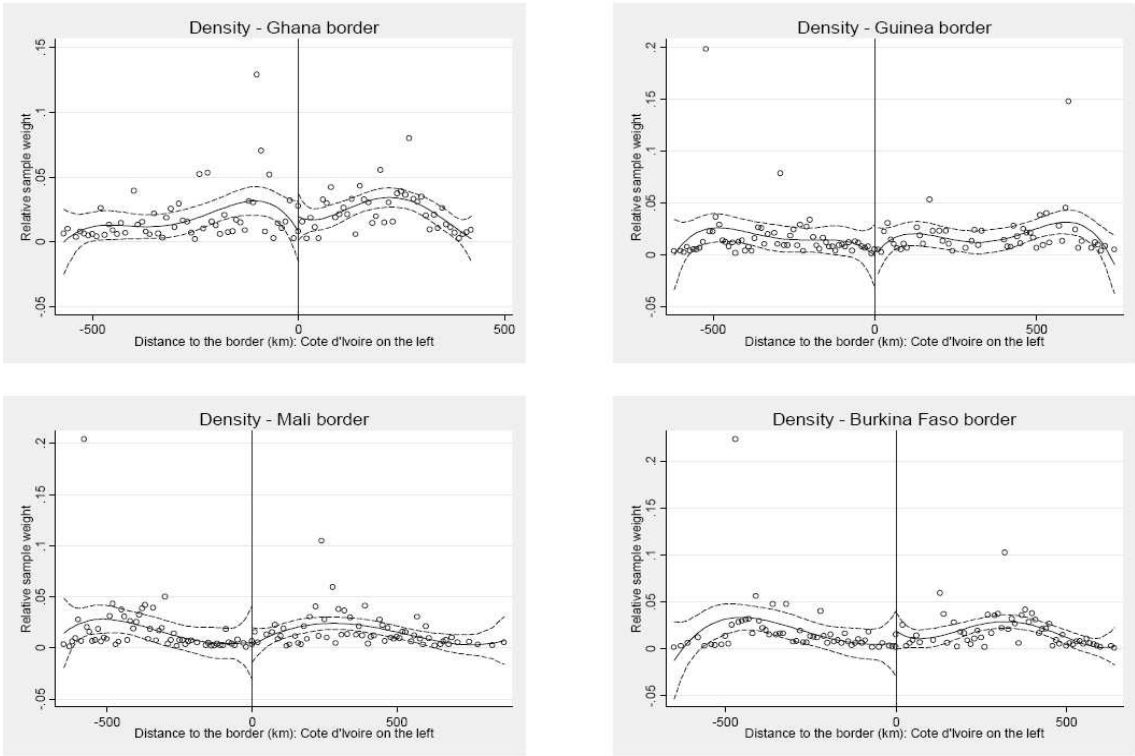 Density - Ghana border
Relative sample weight
.15
.1
.05
0
-.05
-500
0
500
Distance to the border (km): Cote d'Ivoire on the left
Density - Guinea border
Relative sample weight
.2
.15
.1
.05
0
-.05
-500
0
500
Distance to the border (km): Cote d'Ivoire on the left
Density - Mali border
Relative sample weight
.2
.15
.1
.05
0
-.05
-500
0
500
Distance to the border (km): Cote d'Ivoire on the left
Density - Burkina Faso border
Relative sample weight
.2
.15
.1
.05
0
-.05
-500
0
500
Distance to the border (km): Cote d'Ivoire on the left